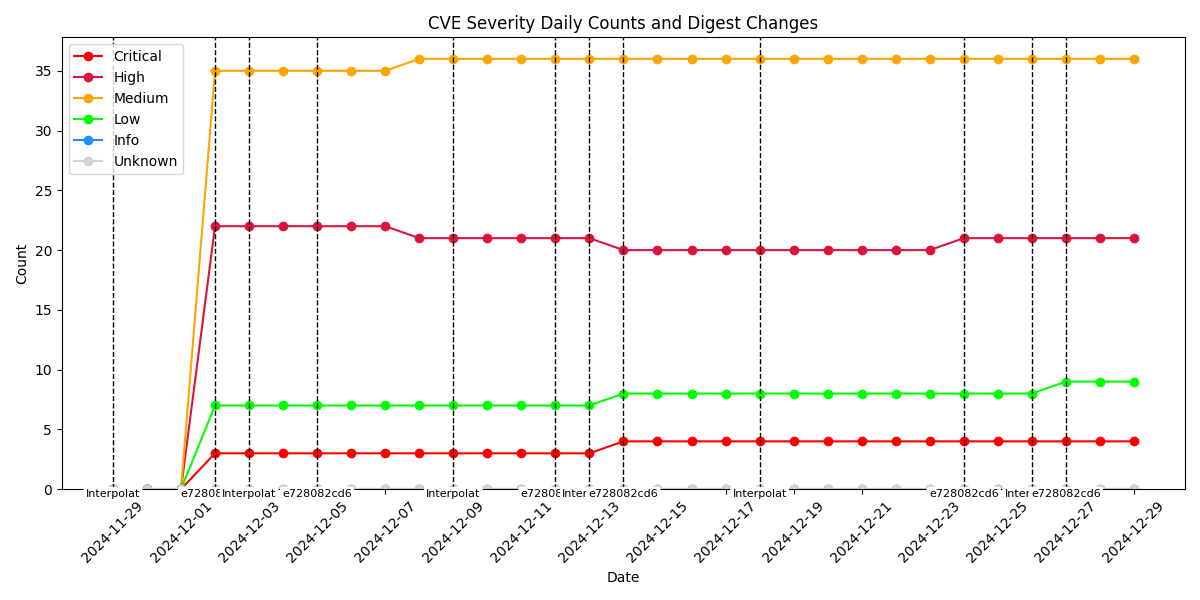 CVE Severity Daily Counts and Digest Changes
Critical
High
Medium
Low
Info
Unknown
Count
35
30
25
20
15
10
5
0
Interpolat
Interpolat
e728082cd6
Interpolat
e728082cd6
Interpolat
e728082cd6
e728082cd6
2024-11-29
2024-12-01
2024-12-03
2024-12-05
2024-12-07
2024-12-09
2024-12-11
2024-12-13
2024-12-15
2024-12-17
2024-12-19
2024-12-21
2024-12-23
2024-12-25
2024-12-27
2024-12-29
Date